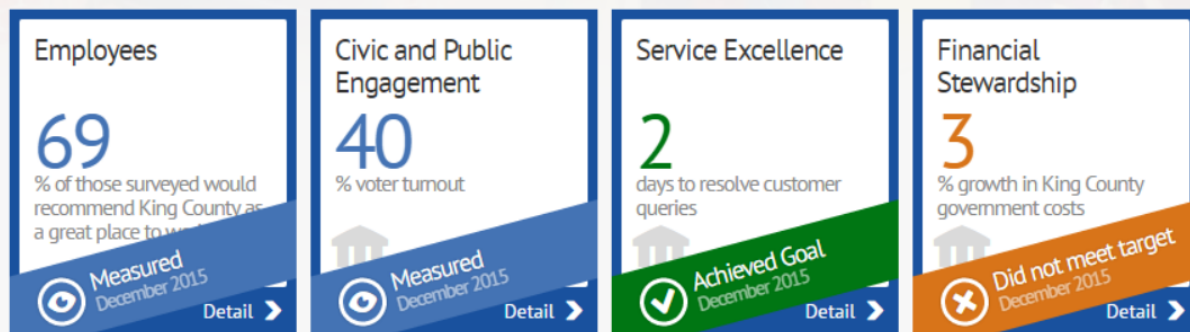 Employees
69
% of those surveyed would
recommend King County as
a great place to
Measured
December 2015
Detail
Civic and Public
Engagement
40
% voter turnout
Measured
December 2015
Detail
Service Excellence
2
days to resolve customer
queries
Achieved Goal
December 2015
Detail
Financial
Stewardship
3
% growth in King County
government costs
Did not meet target
December 2015
Detail